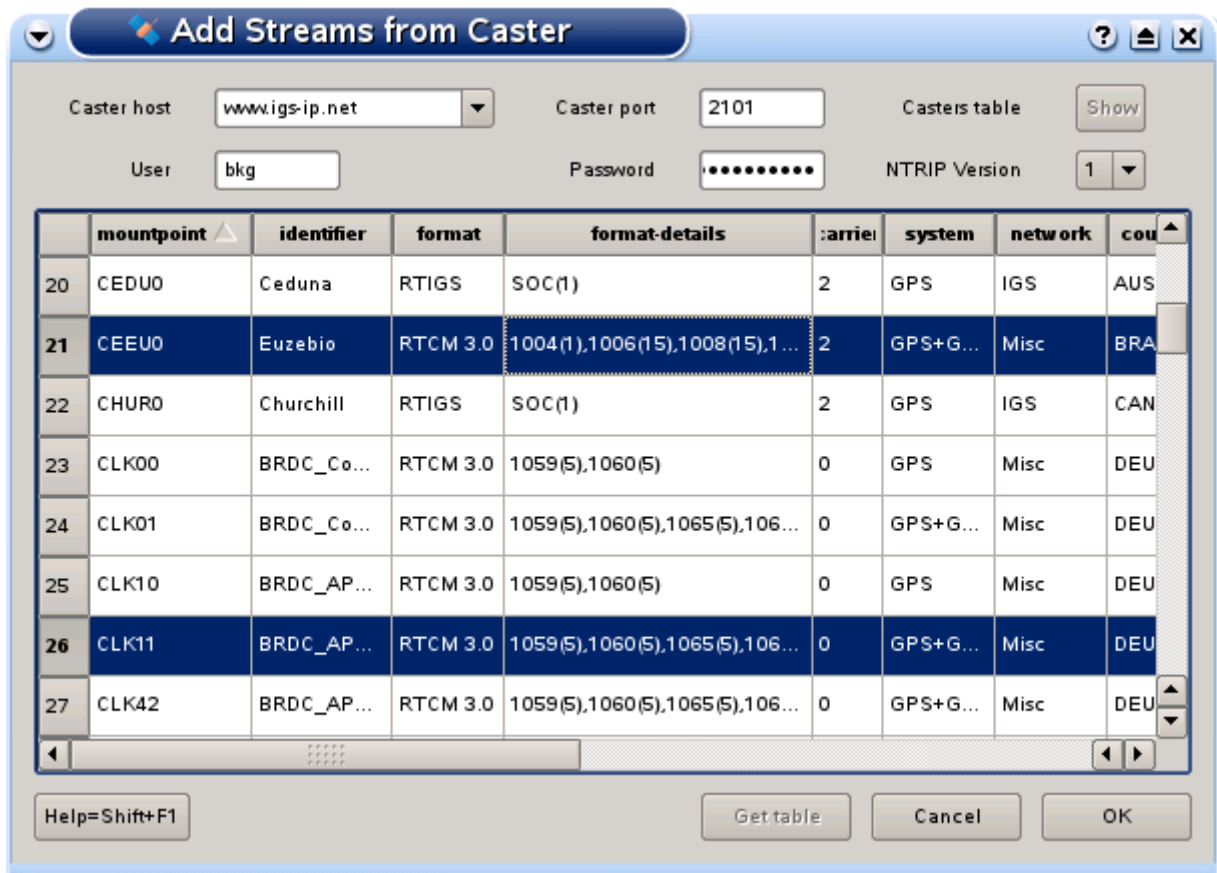 Add Streams from Caster
Caster host www.igs-ip.net Caster port 2101 Casters table Show
User bkg Password •••••••••• NTRIP Version 1
mountpoint identifier format format-details carrier system network cou
20 CEDU0 Ceduna RTIGS SOC(1) 2 GPS IGS AUS
21 CEEU0 Euzebio RTCM 3.0 1004(1),1006(15),1008(15),1... 2 GPS+G... Misc BRA
22 CHUR0 Churchill RTIGS SOC(1) 2 GPS IGS CAN
23 CLK00 BRDC_Co... RTCM 3.0 1059(5),1060(5) 0 GPS Misc DEU
24 CLK01 BRDC_Co... RTCM 3.0 1059(5),1060(5),1065(5),106... 0 GPS+G... Misc DEU
25 CLK10 BRDC_AP... RTCM 3.0 1059(5),1060(5) 0 GPS Misc DEU
26 CLK11 BRDC_AP... RTCM 3.0 1059(5),1060(5),1065(5),106... 0 GPS+G... Misc DEU
27 CLK42 BRDC_AP... RTCM 3.0 1059(5),1060(5),1065(5),106... 0 GPS+G... Misc DEU
Help=Shift+F1 Get table Cancel OK